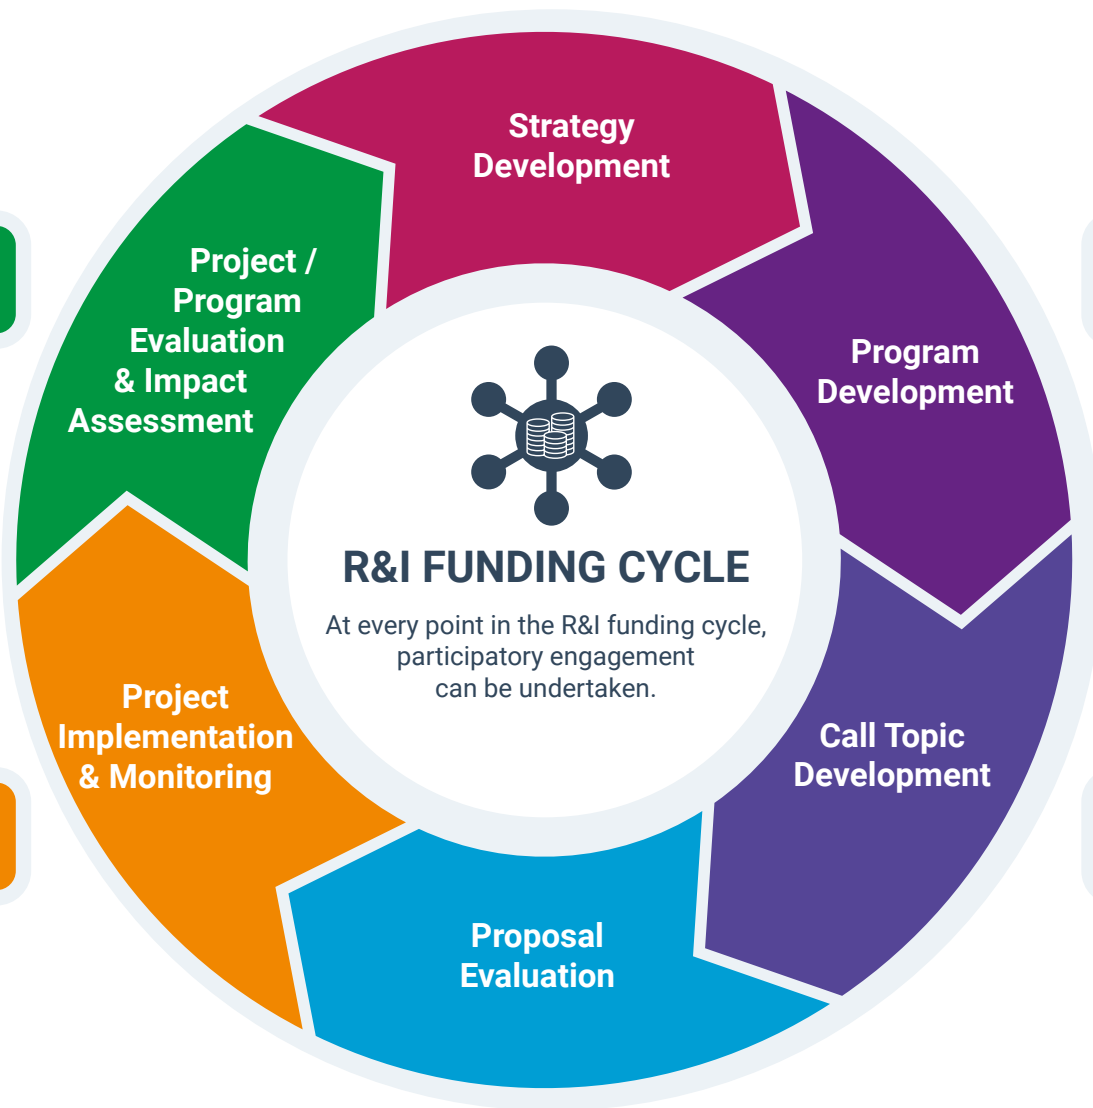 Strategy
Development
Program
Development
Call Topic
Development
Proposal
Evaluation
Project
Implementation
& Monitoring
Project /
Program
Evaluation
& Impact
Assessment
R&I FUNDING CYCLE
At every point in the R&I funding cycle,
participatory engagement
can be undertaken.